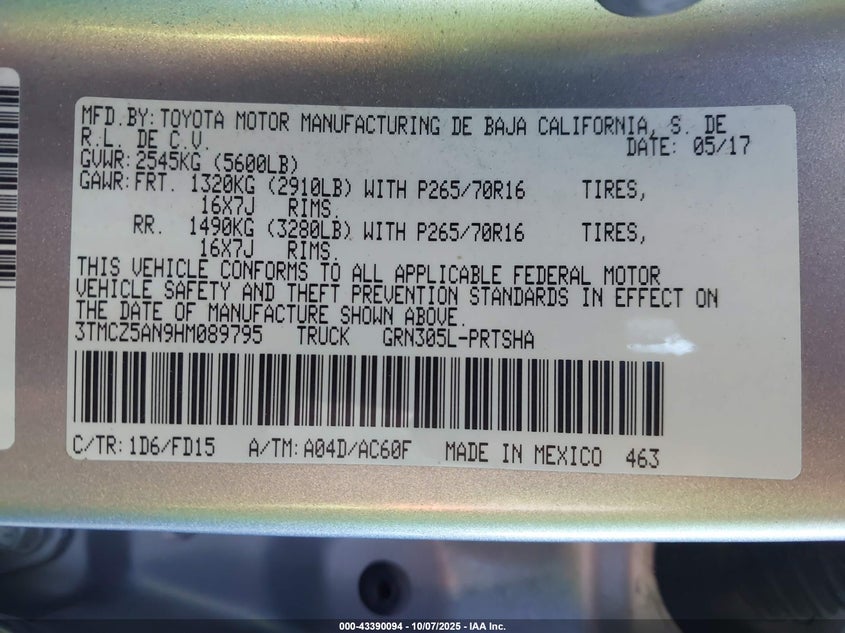 MFD.BY: TOYOTA MOTOR MANUFACTURING DE BAJA CALIFORNIA, S. DE
R.L. DE C.V. DATE: 05/17
GVWR: 2545KG (5600LB)
GAWR: FRT. 1320KG (2910LB) WITH P265/70R16 TIRES,
16X7J RIMS.
RR. 1490KG (3280LB) WITH P265/70R16 TIRES,
16X7J RIMS.
THIS VEHICLE CONFORMS TO ALL APPLICABLE FEDERAL MOTOR
VEHICLE SAFETY AND THEFT PREVENTION STANDARDS IN EFFECT ON
THE DATE OF MANUFACTURE SHOWN ABOVE.
3TMCZ5AN9HM089795 TRUCK GRN305L-PRTSHA
C/TR: 1D6/FD15 A/TM: A04D/AC60F MADE IN MEXICO 463
000-43390094 - 10/07/2025 - IAA Inc.